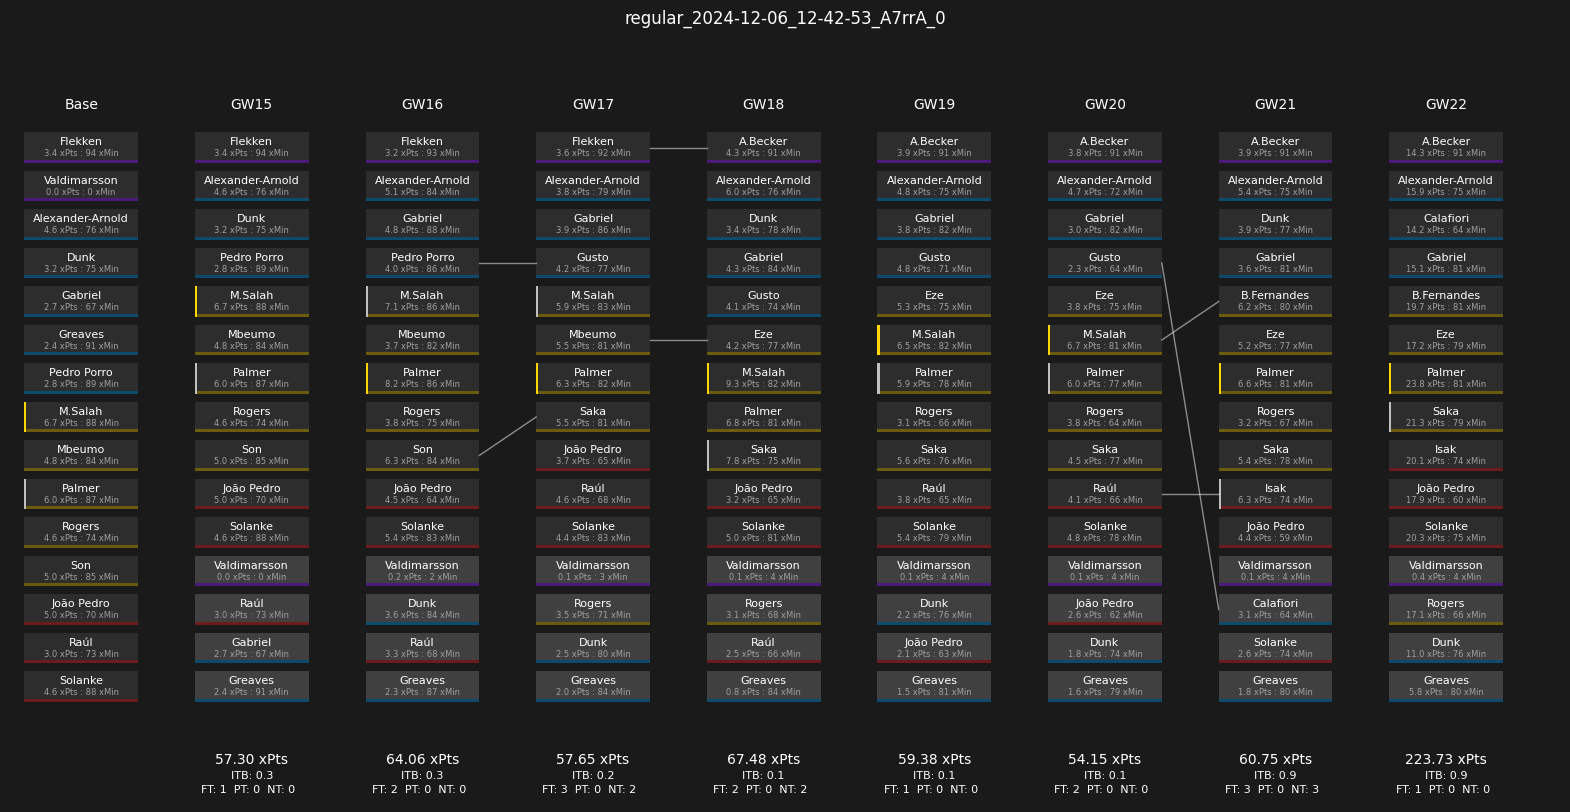 regular_2024-12-06_12-42-53_A7rrA_0
Base
Flekken
3.4 xPts : 94 xMin
Valdimarsson
0.0 xPts : 0 xMin
Alexander-Arnold
4.6 xPts : 76 xMin
Dunk
3.2 xPts : 75 xMin
Gabriel
2.7 xPts : 67 xMin
Greaves
2.4 xPts : 91 xMin
Pedro Porro
2.8 xPts : 89 xMin
M.Salah
6.7 xPts : 88 xMin
Mbeumo
4.8 xPts : 84 xMin
Palmer
6.0 xPts : 87 xMin
Rogers
4.6 xPts : 74 xMin
Son
5.0 xPts : 85 xMin
João Pedro
5.0 xPts : 70 xMin
Raúl
3.0 xPts : 73 xMin
Solanke
4.6 xPts : 88 xMin
GW15
Flekken
3.4 xPts : 94 xMin
Alexander-Arnold
4.6 xPts : 76 xMin
Dunk
3.2 xPts : 75 xMin
Pedro Porro
2.8 xPts : 89 xMin
M.Salah
6.7 xPts : 88 xMin
Mbeumo
4.8 xPts : 84 xMin
Palmer
6.0 xPts : 87 xMin
Rogers
4.6 xPts : 74 xMin
Son
5.0 xPts : 85 xMin
João Pedro
5.0 xPts : 70 xMin
Solanke
4.6 xPts : 88 xMin
Valdimarsson
0.0 xPts : 0 xMin
Raúl
3.0 xPts : 73 xMin
Gabriel
2.7 xPts : 67 xMin
Greaves
2.4 xPts : 91 xMin
57.30 xPts
ITB: 0.3
FT: 1 PT: 0 NT: 0
GW16
Flekken
3.2 xPts : 93 xMin
Alexander-Arnold
5.1 xPts : 84 xMin
Gabriel
4.8 xPts : 88 xMin
Pedro Porro
4.0 xPts : 86 xMin
M.Salah
7.1 xPts : 86 xMin
Mbeumo
3.7 xPts : 82 xMin
Palmer
8.2 xPts : 86 xMin
Rogers
3.8 xPts : 75 xMin
Son
6.3 xPts : 84 xMin
João Pedro
4.5 xPts : 64 xMin
Solanke
5.4 xPts : 83 xMin
Valdimarsson
0.2 xPts : 2 xMin
Dunk
3.6 xPts : 84 xMin
Raúl
3.3 xPts : 68 xMin
Greaves
2.3 xPts : 87 xMin
64.06 xPts
ITB: 0.3
FT: 2 PT: 0 NT: 0
GW17
Flekken
3.6 xPts : 92 xMin
Alexander-Arnold
3.8 xPts : 79 xMin
Gabriel
3.9 xPts : 86 xMin
Gusto
4.2 xPts : 77 xMin
M.Salah
5.9 xPts : 83 xMin
Mbeumo
5.5 xPts : 81 xMin
Palmer
6.3 xPts : 82 xMin
Saka
5.5 xPts : 81 xMin
João Pedro
3.7 xPts : 65 xMin
Raúl
4.6 xPts : 68 xMin
Solanke
4.4 xPts : 83 xMin
Valdimarsson
0.1 xPts : 3 xMin
Rogers
3.5 xPts : 71 xMin
Dunk
2.5 xPts : 80 xMin
Greaves
2.0 xPts : 84 xMin
57.65 xPts
ITB: 0.2
FT: 3 PT: 0 NT: 2
GW18
A.Becker
4.3 xPts : 91 xMin
Alexander-Arnold
6.0 xPts : 76 xMin
Dunk
3.4 xPts : 78 xMin
Gabriel
4.3 xPts : 84 xMin
Gusto
4.1 xPts : 74 xMin
Eze
4.2 xPts : 77 xMin
M.Salah
9.3 xPts : 82 xMin
Palmer
6.8 xPts : 81 xMin
Saka
7.8 xPts : 75 xMin
João Pedro
3.2 xPts : 65 xMin
Solanke
5.0 xPts : 81 xMin
Valdimarsson
0.1 xPts : 4 xMin
Rogers
3.1 xPts : 68 xMin
Raúl
2.5 xPts : 66 xMin
Greaves
0.8 xPts : 84 xMin
67.48 xPts
ITB: 0.1
FT: 2 PT: 0 NT: 2
GW19
A.Becker
3.9 xPts : 91 xMin
Alexander-Arnold
4.8 xPts : 75 xMin
Gabriel
3.8 xPts : 82 xMin
Gusto
4.8 xPts : 71 xMin
Eze
5.3 xPts : 75 xMin
M.Salah
6.5 xPts : 82 xMin
Palmer
5.9 xPts : 78 xMin
Rogers
3.1 xPts : 66 xMin
Saka
5.6 xPts : 76 xMin
Raúl
3.8 xPts : 65 xMin
Solanke
5.4 xPts : 79 xMin
Valdimarsson
0.1 xPts : 4 xMin
Dunk
2.2 xPts : 76 xMin
João Pedro
2.1 xPts : 63 xMin
Greaves
1.5 xPts : 81 xMin
59.38 xPts
ITB: 0.1
FT: 1 PT: 0 NT: 0
GW20
A.Becker
3.8 xPts : 91 xMin
Alexander-Arnold
4.7 xPts : 72 xMin
Gabriel
3.0 xPts : 82 xMin
Gusto
2.3 xPts : 64 xMin
Eze
3.8 xPts : 75 xMin
M.Salah
6.7 xPts : 81 xMin
Palmer
6.0 xPts : 77 xMin
Rogers
3.8 xPts : 64 xMin
Saka
4.5 xPts : 77 xMin
Raúl
4.1 xPts : 66 xMin
Solanke
4.8 xPts : 78 xMin
Valdimarsson
0.1 xPts : 4 xMin
João Pedro
2.6 xPts : 62 xMin
Dunk
1.8 xPts : 74 xMin
Greaves
1.6 xPts : 79 xMin
54.15 xPts
ITB: 0.1
FT: 2 PT: 0 NT: 0
GW21
A.Becker
3.9 xPts : 91 xMin
Alexander-Arnold
5.4 xPts : 75 xMin
Dunk
3.9 xPts : 77 xMin
Gabriel
3.6 xPts : 81 xMin
B.Fernandes
6.2 xPts : 80 xMin
Eze
5.2 xPts : 77 xMin
Palmer
6.6 xPts : 81 xMin
Rogers
3.2 xPts : 67 xMin
Saka
5.4 xPts : 78 xMin
Isak
6.3 xPts : 74 xMin
João Pedro
4.4 xPts : 59 xMin
Valdimarsson
0.1 xPts : 4 xMin
Calafiori
3.1 xPts : 64 xMin
Solanke
2.6 xPts : 74 xMin
Greaves
1.8 xPts : 80 xMin
60.75 xPts
ITB: 0.9
FT: 3 PT: 0 NT: 3
GW22
A.Becker
14.3 xPts : 91 xMin
Alexander-Arnold
15.9 xPts : 75 xMin
Calafiori
14.2 xPts : 64 xMin
Gabriel
15.1 xPts : 81 xMin
B.Fernandes
19.7 xPts : 81 xMin
Eze
17.2 xPts : 79 xMin
Palmer
23.8 xPts : 81 xMin
Saka
21.3 xPts : 79 xMin
Isak
20.1 xPts : 74 xMin
João Pedro
17.9 xPts : 60 xMin
Solanke
20.3 xPts : 75 xMin
Valdimarsson
0.4 xPts : 4 xMin
Rogers
17.1 xPts : 66 xMin
Dunk
11.0 xPts : 76 xMin
Greaves
5.8 xPts : 80 xMin
223.73 xPts
ITB: 0.9
FT: 1 PT: 0 NT: 0